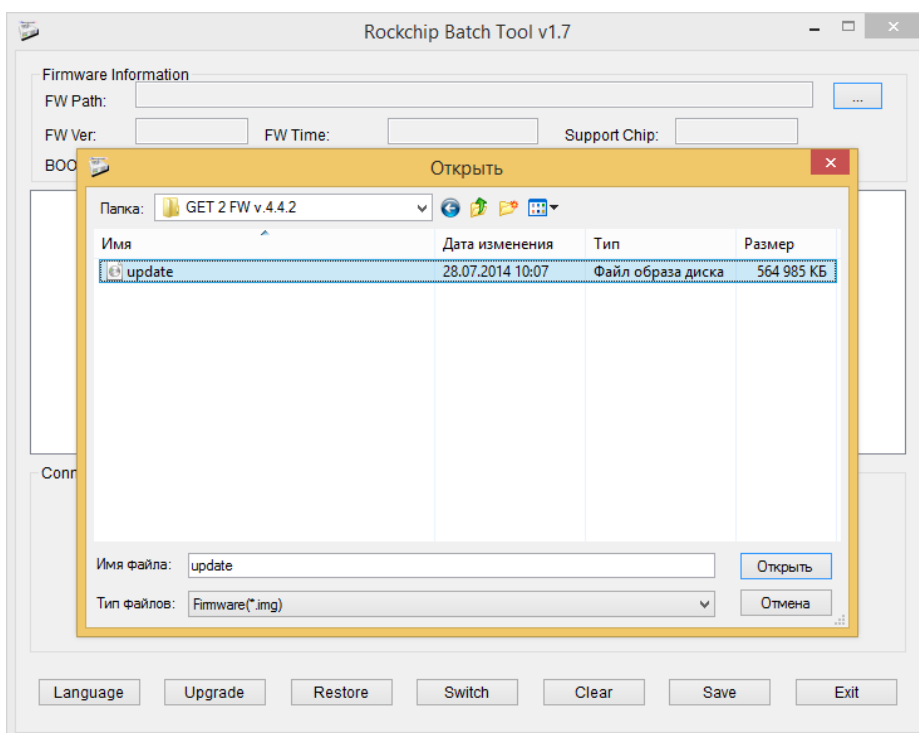 Rockchip Batch Tool v1.7
Firmware Information
FW Path:
...
FW Ver:
FW Time:
Support Chip:
BOO
Открыть
Папка:
GET 2 FW v.4.4.2
Имя
Дата изменения
Тип
Размер
update
28.07.2014 10:07
Файл образа диска
564 985 КБ
Conn
Имя файла:
update
Открыть
Тип файлов:
Firmware(*.img)
Отмена
Language
Upgrade
Restore
Switch
Clear
Save
Exit